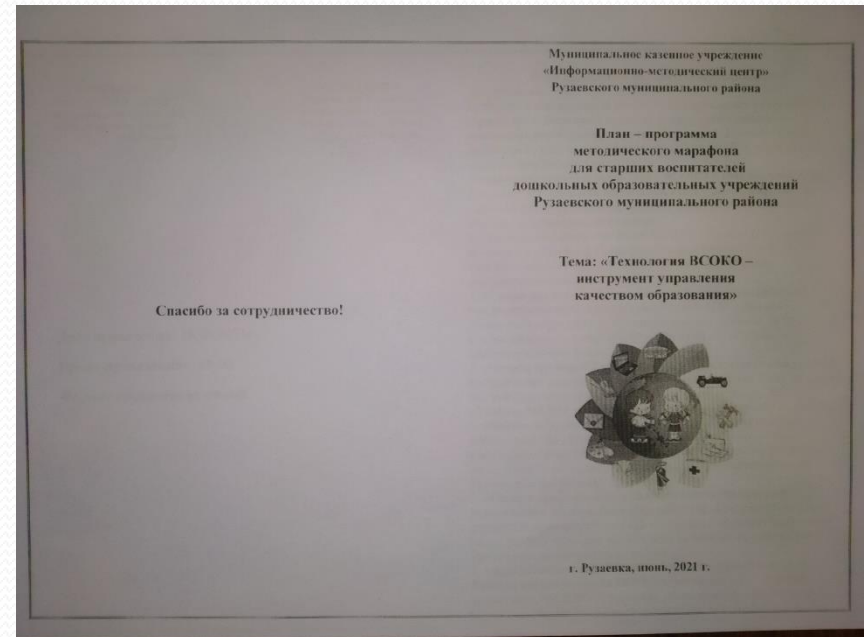 Спасибо за сотрудничество!
Муниципальное казенное учреждение
«Информационно-методический центр»
Рузаевского муниципального района
План – программа
методического марафона
для старших воспитателей
дошкольных образовательных учреждений
Рузаевского муниципального района
Тема: «Технология ВСОКО –
инструмент управления
качеством образования»
г. Рузаевка, июнь, 2021 г.